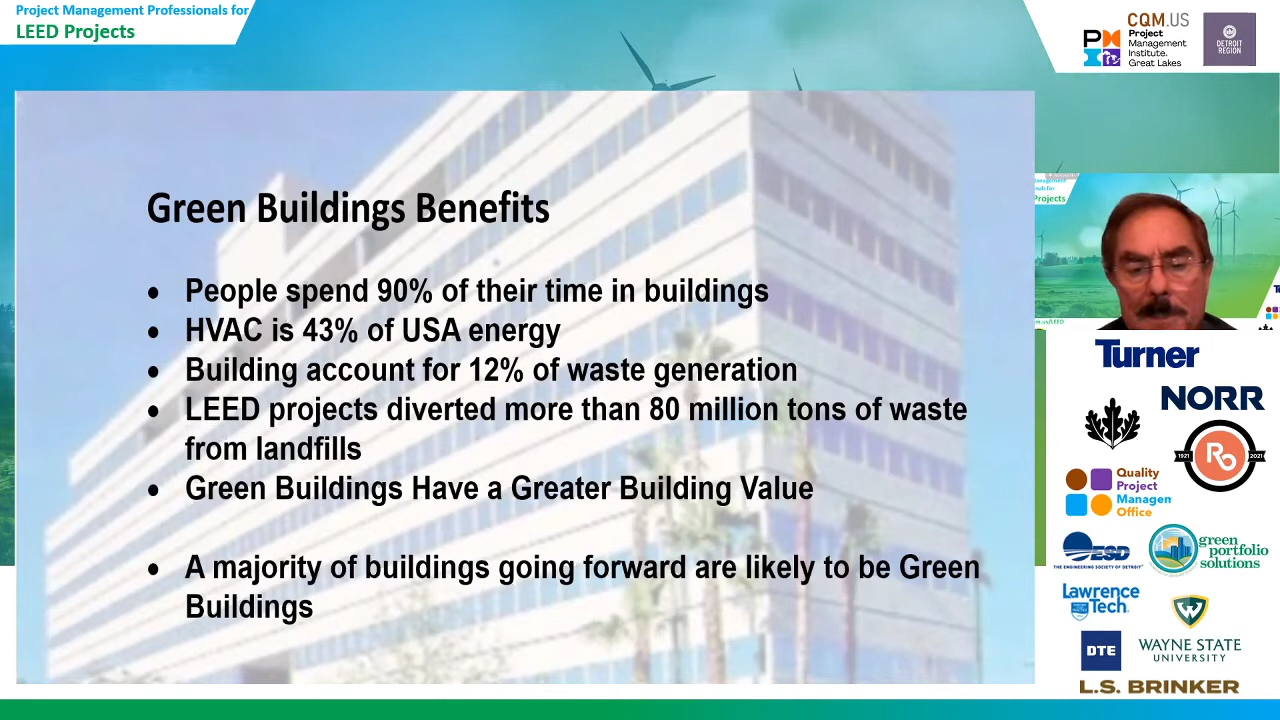 Project Management Professionals for
LEED Projects
CQM.US
Project
Management
Institute.
Great Lakes
DETROIT
REGION
Green Buildings Benefits
• People spend 90% of their time in buildings
• HVAC is 43% of USA energy
• Building account for 12% of waste generation
• LEED projects diverted more than 80 million tons of waste
from landfills
• Green Buildings Have a Greater Building Value
• A majority of buildings going forward are likely to be Green
Buildings
Projects
Turner
NORR
1921
Ro
2021
Quality
Project
Managen
Office
ESD
THE ENGINEERING SOCIETY OF DETROIT
green
portfolio
solutions
Lawrence
Tech
DTE
W
WAYNE STATE
UNIVERSITY
L.S. BRINKER